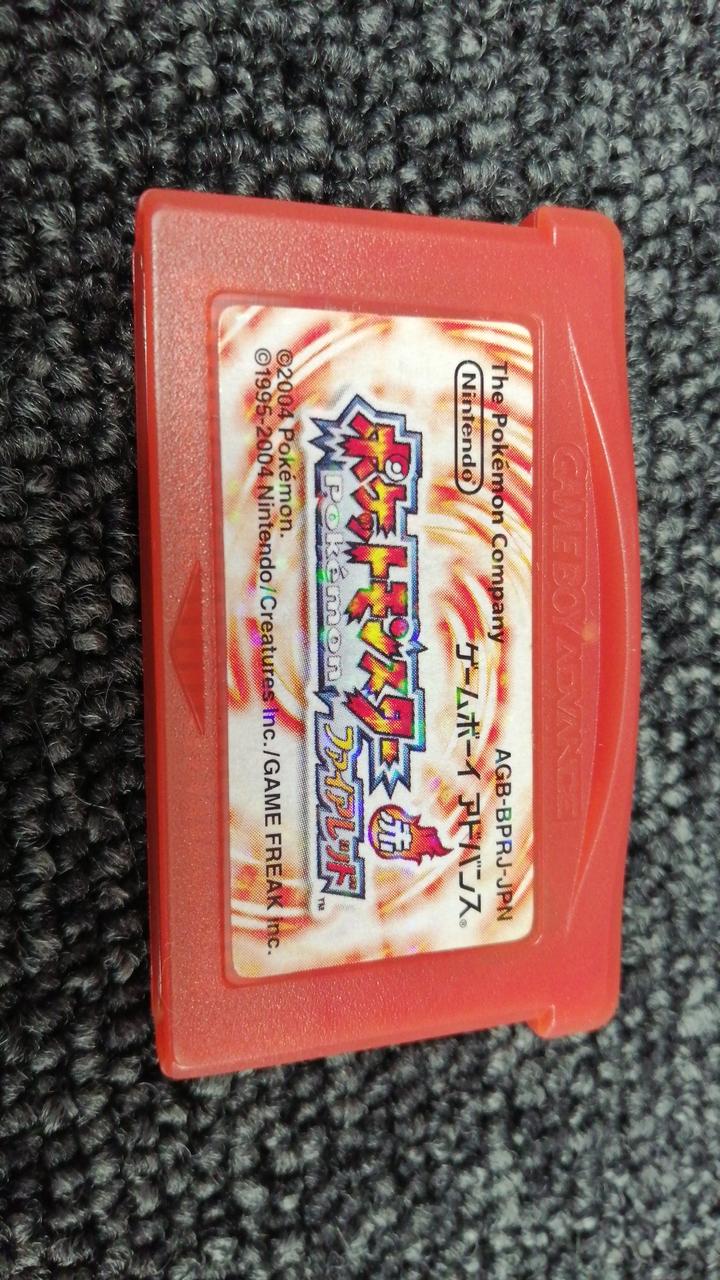 GAME BOY ADVANCE
The Pokémon Company AGB-BPRJ-JPN
Nintendo® ゲームボーイ アドバンス®
ポケットモンスター
Pokémon
赤
ファイアレッド™
©2004 Pokémon.
©1995-2004 Nintendo/Creatures Inc./GAME FREAK inc.